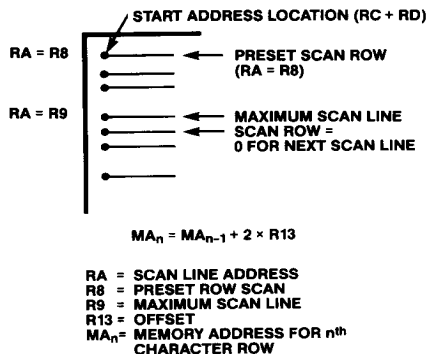 START ADDRESS LOCATION (RC + RD)
RA = R8
PRESET SCAN ROW
(RA = R8)
RA = R9
MAXIMUM SCAN LINE
SCAN ROW =
0 FOR NEXT SCAN LINE
MAn = MAn–1 + 2 × R13
RA = SCAN LINE ADDRESS
R8 = PRESET ROW SCAN
R9 = MAXIMUM SCAN LINE
R13 = OFFSET
MAn= MEMORY ADDRESS FOR nth
CHARACTER ROW